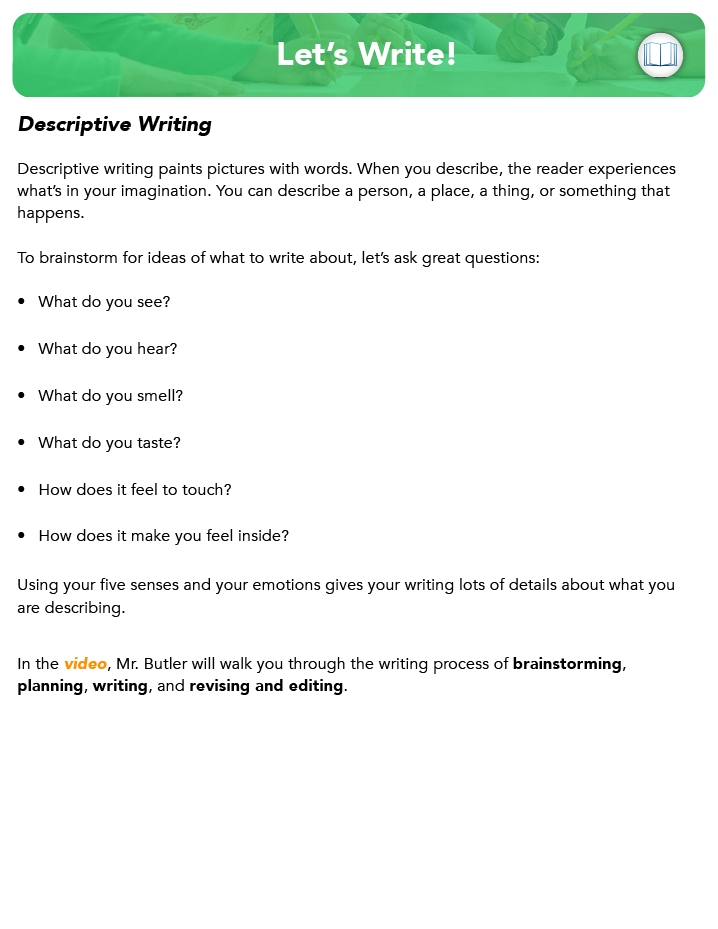 Let’s Write!
Descriptive Writing
Descriptive writing paints pictures with words. When you describe, the reader experiences
what’s in your imagination. You can describe a person, a place, a thing, or something that
happens.
To brainstorm for ideas of what to write about, let’s ask great questions:
• What do you see?
• What do you hear?
• What do you smell?
• What do you taste?
• How does it feel to touch?
• How does it make you feel inside?
Using your five senses and your emotions gives your writing lots of details about what you
are describing.
In the video, Mr. Butler will walk you through the writing process of brainstorming,
planning, writing, and revising and editing.